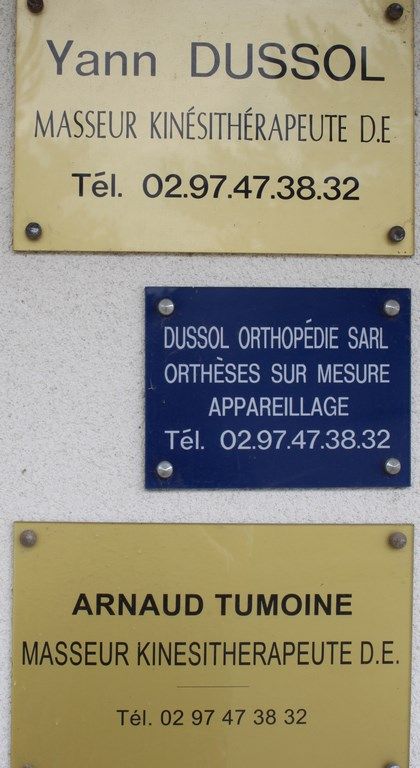 Yann DUSSOL
MASSEUR KINÉSITHÉRAPEUTE D.E
Tél. 02.97.47.38.32
DUSSOL ORTHOPÉDIE SARL
ORTHÈSES SUR MESURE
APPAREILLAGE
Tél. 02.97.47.38.32
ARNAUD TUMOINE
MASSEUR KINESITHERAPEUTE D.E.
Tél. 02 97 47 38 32